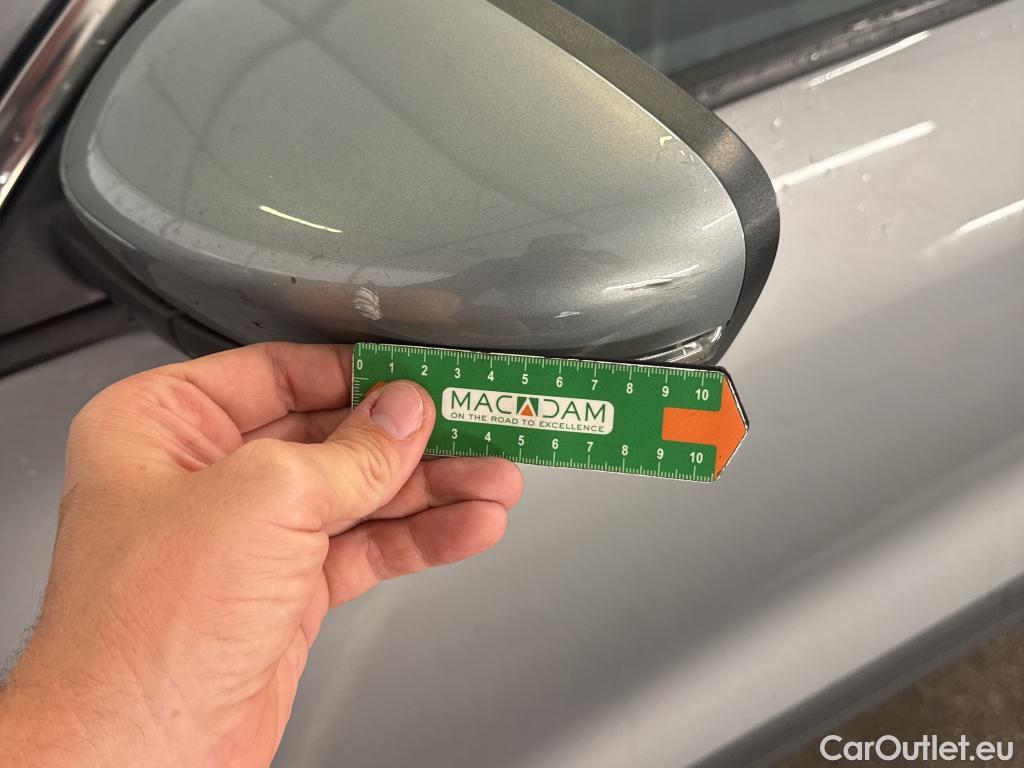 0 1 2 3 4 5 6 7 8 9 10
MACADAM
ON THE ROAD TO EXCELLENCE
3 4 5 6 7 8 9 10
CarOutlet.eu